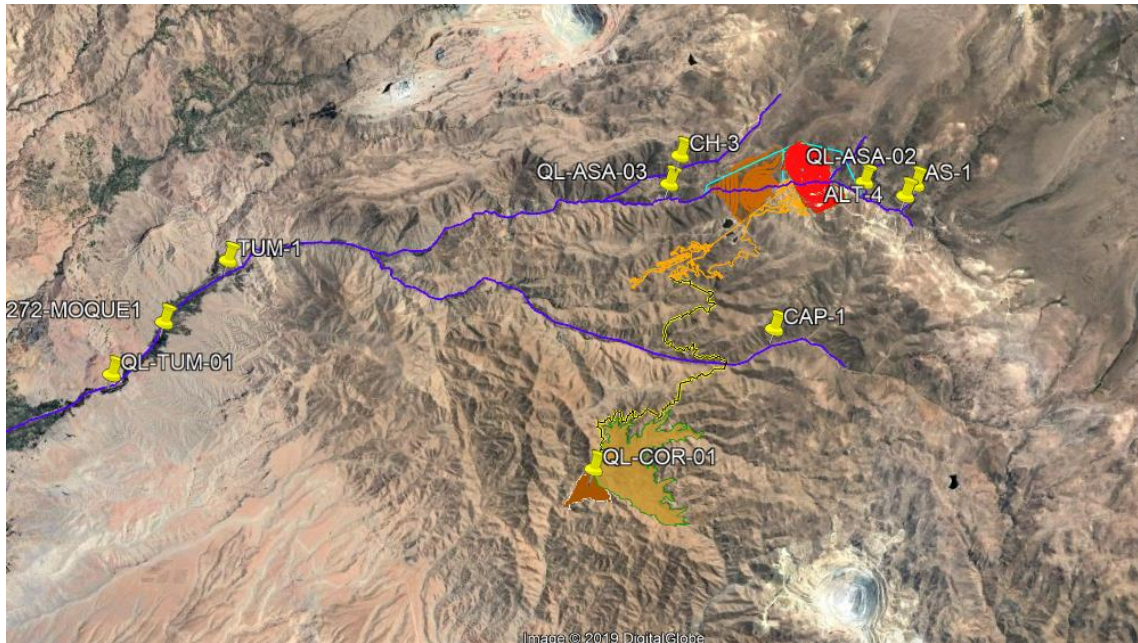 CH-3
QL-ASA-03
QL-ASA-02
AS-1
ALT-4
TUM-1
272-MOQUE1
CAP-1
QL-TUM-01
QL-COR-01
Image © 2019 DigitalGlobe